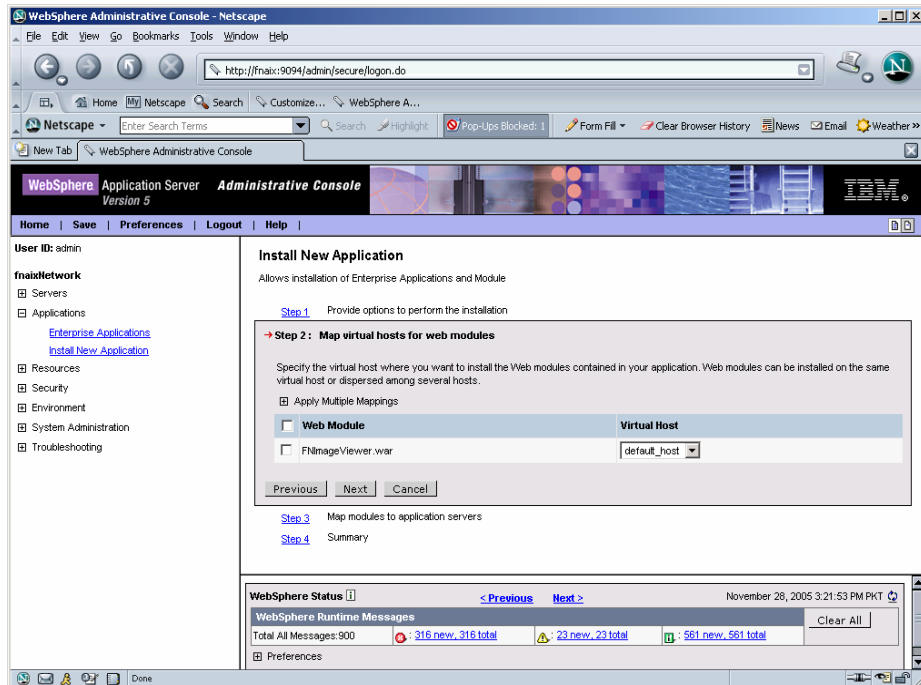 WebSphere Administrative Console - Netscape
File Edit View Go Bookmarks Tools Window Help
http://fnaix:9094/admin/secure/logon.do
Home My Netscape Search Customize... WebSphere A...
Netscape Enter Search Terms Search Highlight Pop-Ups Blocked: 1 Form Fill Clear Browser History News Email Weather »
New Tab WebSphere Administrative Console
WebSphere Application Server Administrative Console
Version 5
IBM.
Home | Save | Preferences | Logout | Help |
User ID: admin
fnaixNetwork
Servers
Applications
Enterprise Applications
Install New Application
Resources
Security
Environment
System Administration
Troubleshooting
Install New Application
Allows installation of Enterprise Applications and Module
Step 1 Provide options to perform the installation
Step 2 : Map virtual hosts for web modules
Specify the virtual host where you want to install the Web modules contained in your application. Web modules can be installed on the same
virtual host or dispersed among several hosts.
Apply Multiple Mappings
Web Module Virtual Host
FNImageViewer.war default_host
Previous Next Cancel
Step 3 Map modules to application servers
Step 4 Summary
WebSphere Status < Previous Next > November 28, 2005 3:21:53 PM PKT
WebSphere Runtime Messages Clear All
Total All Messages:900 : 316 new, 316 total : 23 new, 23 total : 561 new, 561 total
Preferences
Done